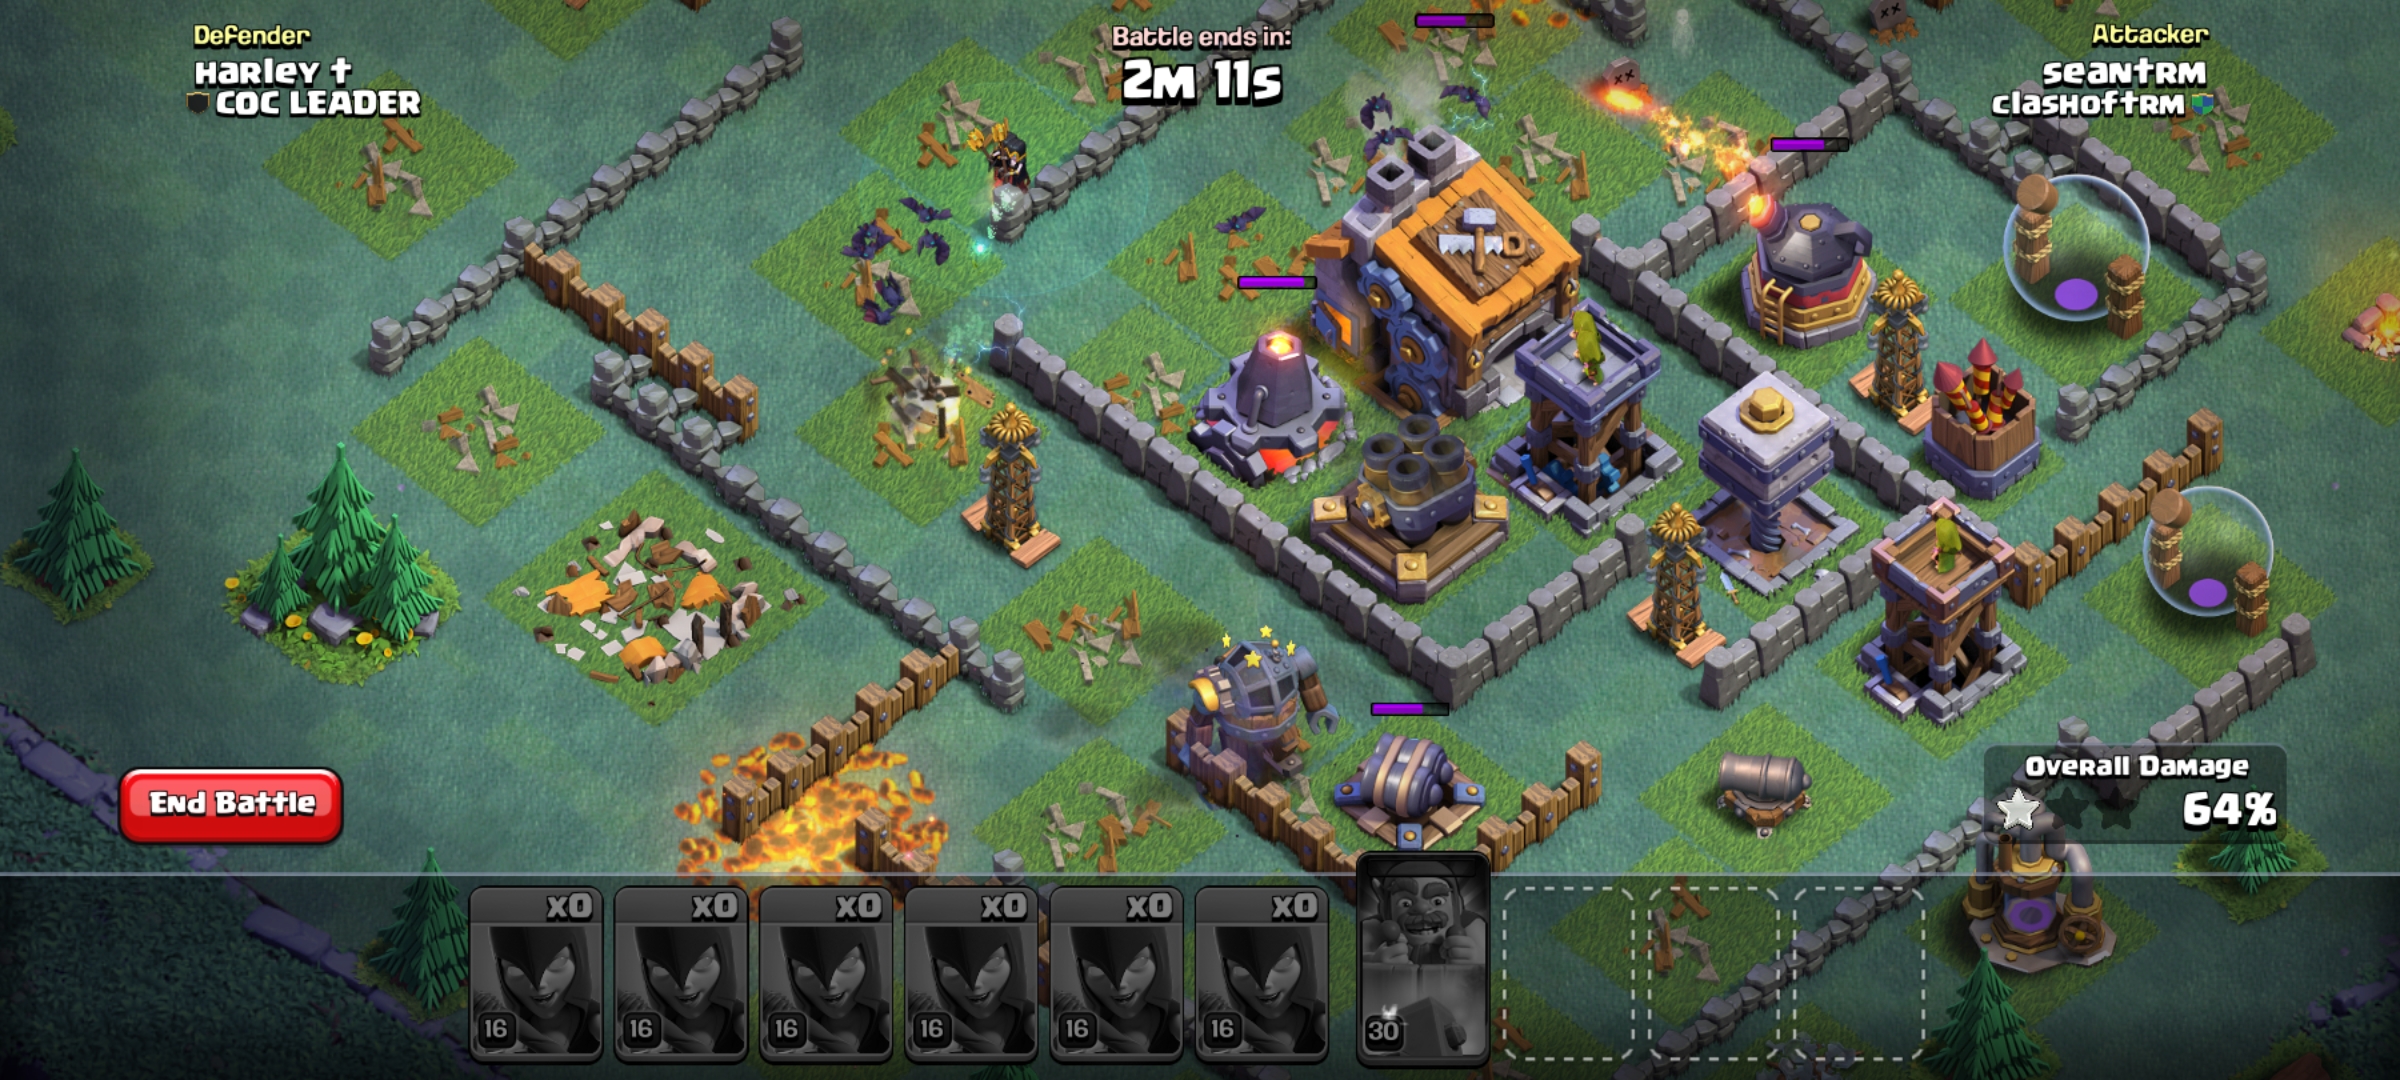 Defender
Harley †
COC LEADER
Battle ends in:
2M 11S
Attacker
seantRM
clashoftRM
End Battle
Overall Damage
64%
x0
x0
x0
x0
x0
x0
16
16
16
16
16
16
30